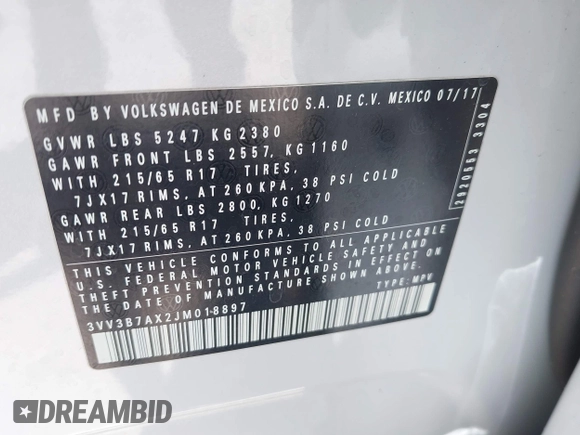 MFD BY VOLKSWAGEN DE MEXICO S.A. DE C.V. MEXICO 07/17
GVWR LBS 5247 KG 2380
GAWR FRONT LBS 2557, KG 1160
WITH 215/65 R17 TIRES,
7JX17 RIMS, AT 260 KPA, 38 PSI COLD
GAWR REAR LBS 2800, KG 1270
WITH 215/65 R17 TIRES,
7JX17 RIMS, AT 260 KPA, 38 PSI COLD
THIS VEHICLE CONFORMS TO ALL APPLICABLE
U.S. FEDERAL MOTOR VEHICLE SAFETY AND
THEFT PREVENTION STANDARDS IN EFFECT ON
THE DATE OF MANUFACTURE SHOWN ABOVE.
3VV3B7AX2JM018897 TYPE: MPV
2020553 3304
DREAMBID